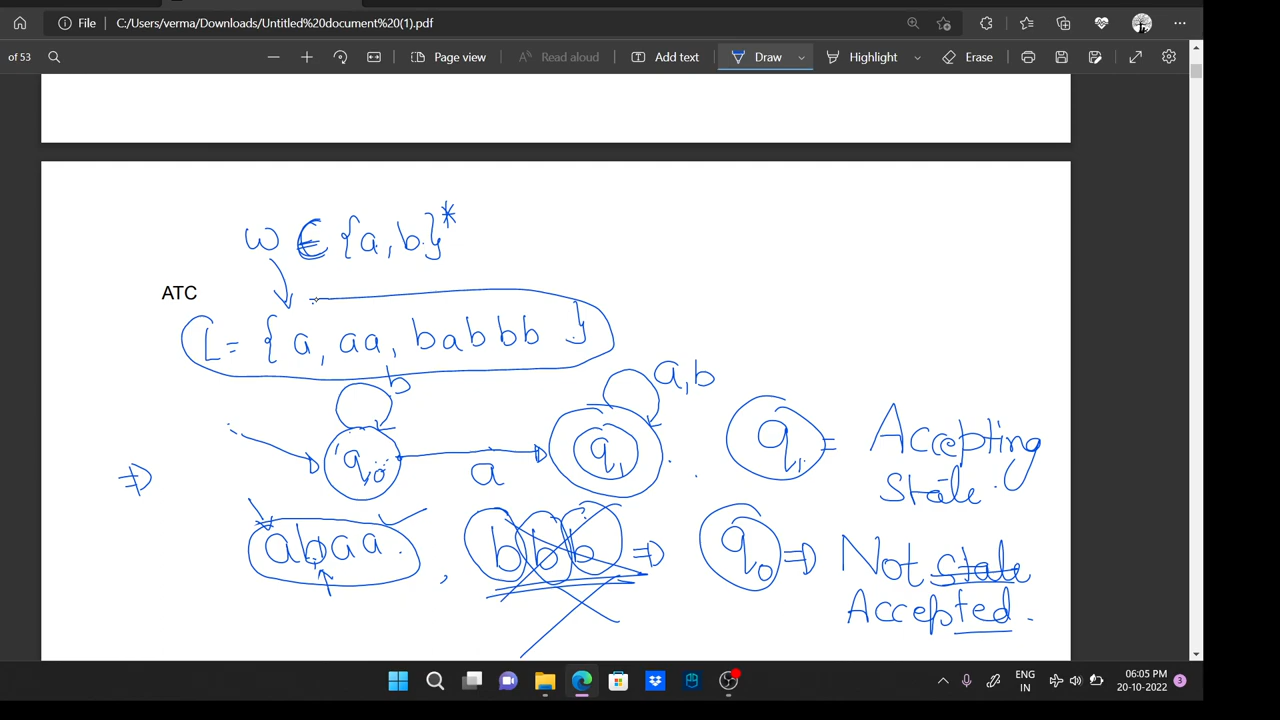 File C:/Users/verma/Downloads/Untitled%20document%20(1).pdf
of 53 Page view Read aloud Add text Draw Highlight Erase
w ∈ {a, b}*
ATC
L = {a, aa, babbb }
b
a,b
q0 a q1 q1 = Accepting
State.
⇒
abaa. , bbb ⇒ q0 ⇒ Not state
Accepted.
ENG 06:05 PM
IN 20-10-2022 3